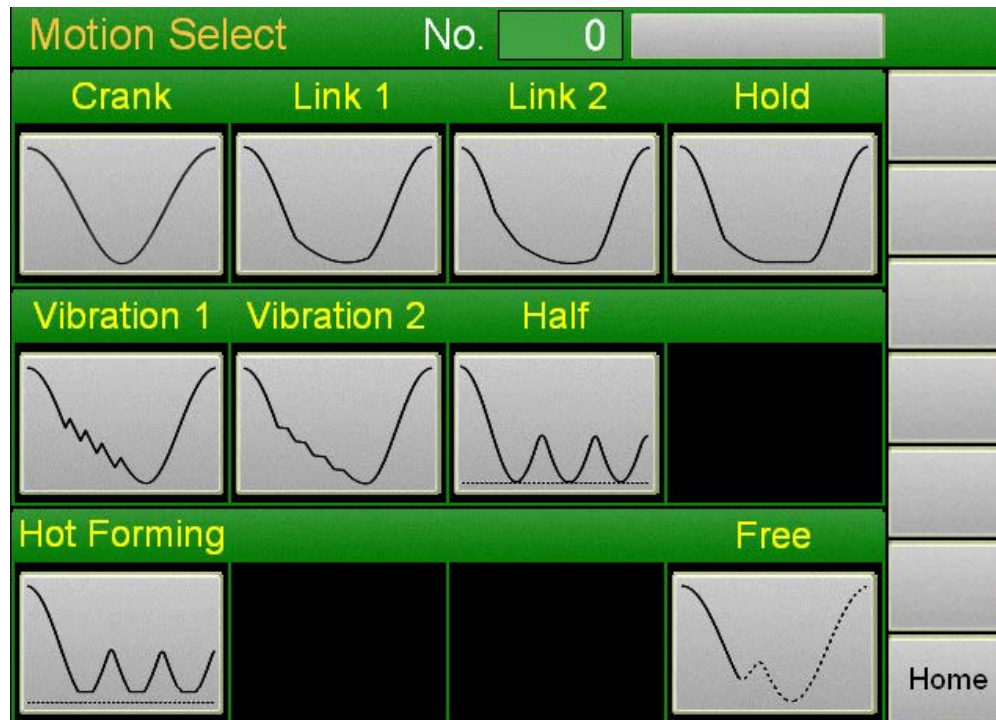 Motion Select No. 0
Crank Link 1 Link 2 Hold
Vibration 1 Vibration 2 Half
Hot Forming Free
Home